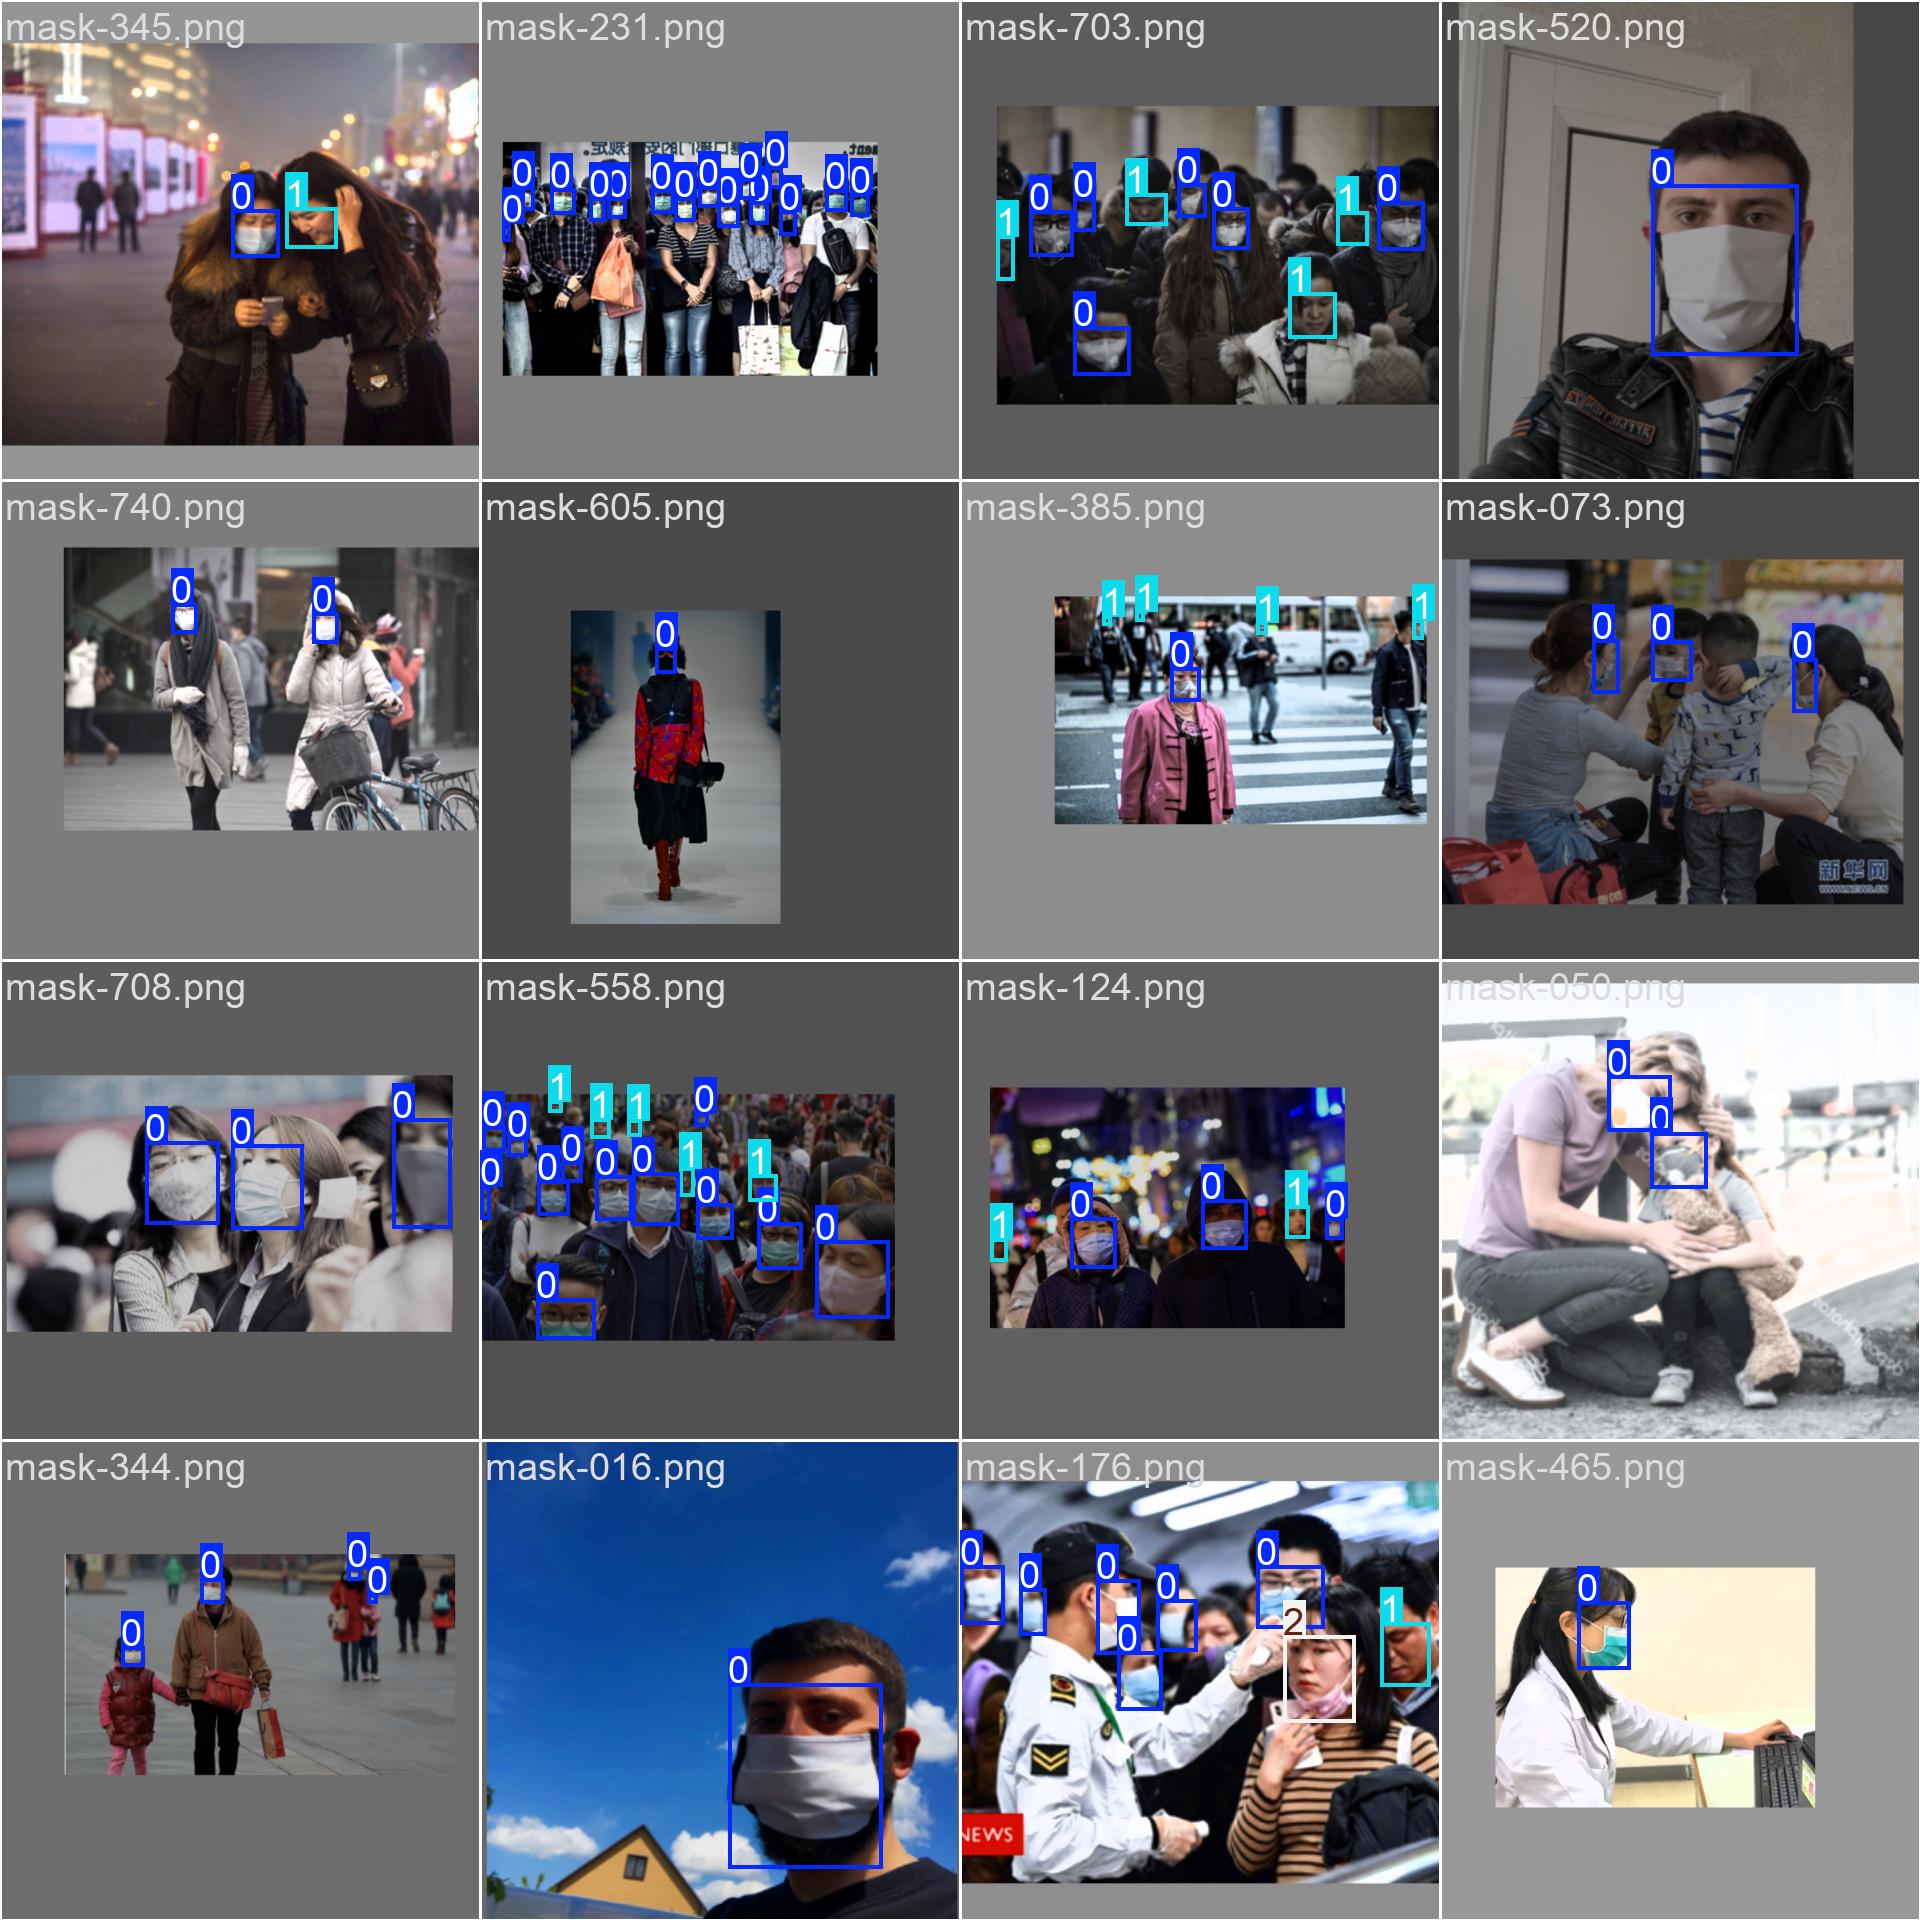 mask-345.png
0 1
mask-231.png
0 0 0 0 0 0 0 0 0 0 0 0 0 0 0
mask-703.png
1 0 0 1 0 0 1 0 1 0
mask-520.png
0
mask-740.png
0 0
mask-605.png
0
mask-385.png
1 1 1 1
0
mask-073.png
0 0 0
新华网
WWW.NEWS.CN
mask-708.png
0 0 0
mask-558.png
1 1 1 0
0 0 0 0 0 0 0 1 1
0 0 0
0
mask-124.png
1 0 0 1 0
mask-050.png
0
0
mask-344.png
0 0 0
0
mask-016.png
0
mask-176.png
0 0 0 0 0
0 2 1
NEWS
mask-465.png
0